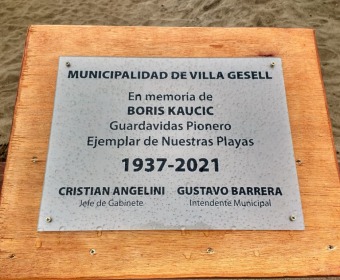 MUNICIPALIDAD DE VILLA GESELL
En memoria de
BORIS KAUCIC
Guardavidas Pionero
Ejemplar de Nuestras Playas
1937-2021
CRISTIAN ANGELINI GUSTAVO BARRERA
Jefe de Gabinete Intendente Municipal